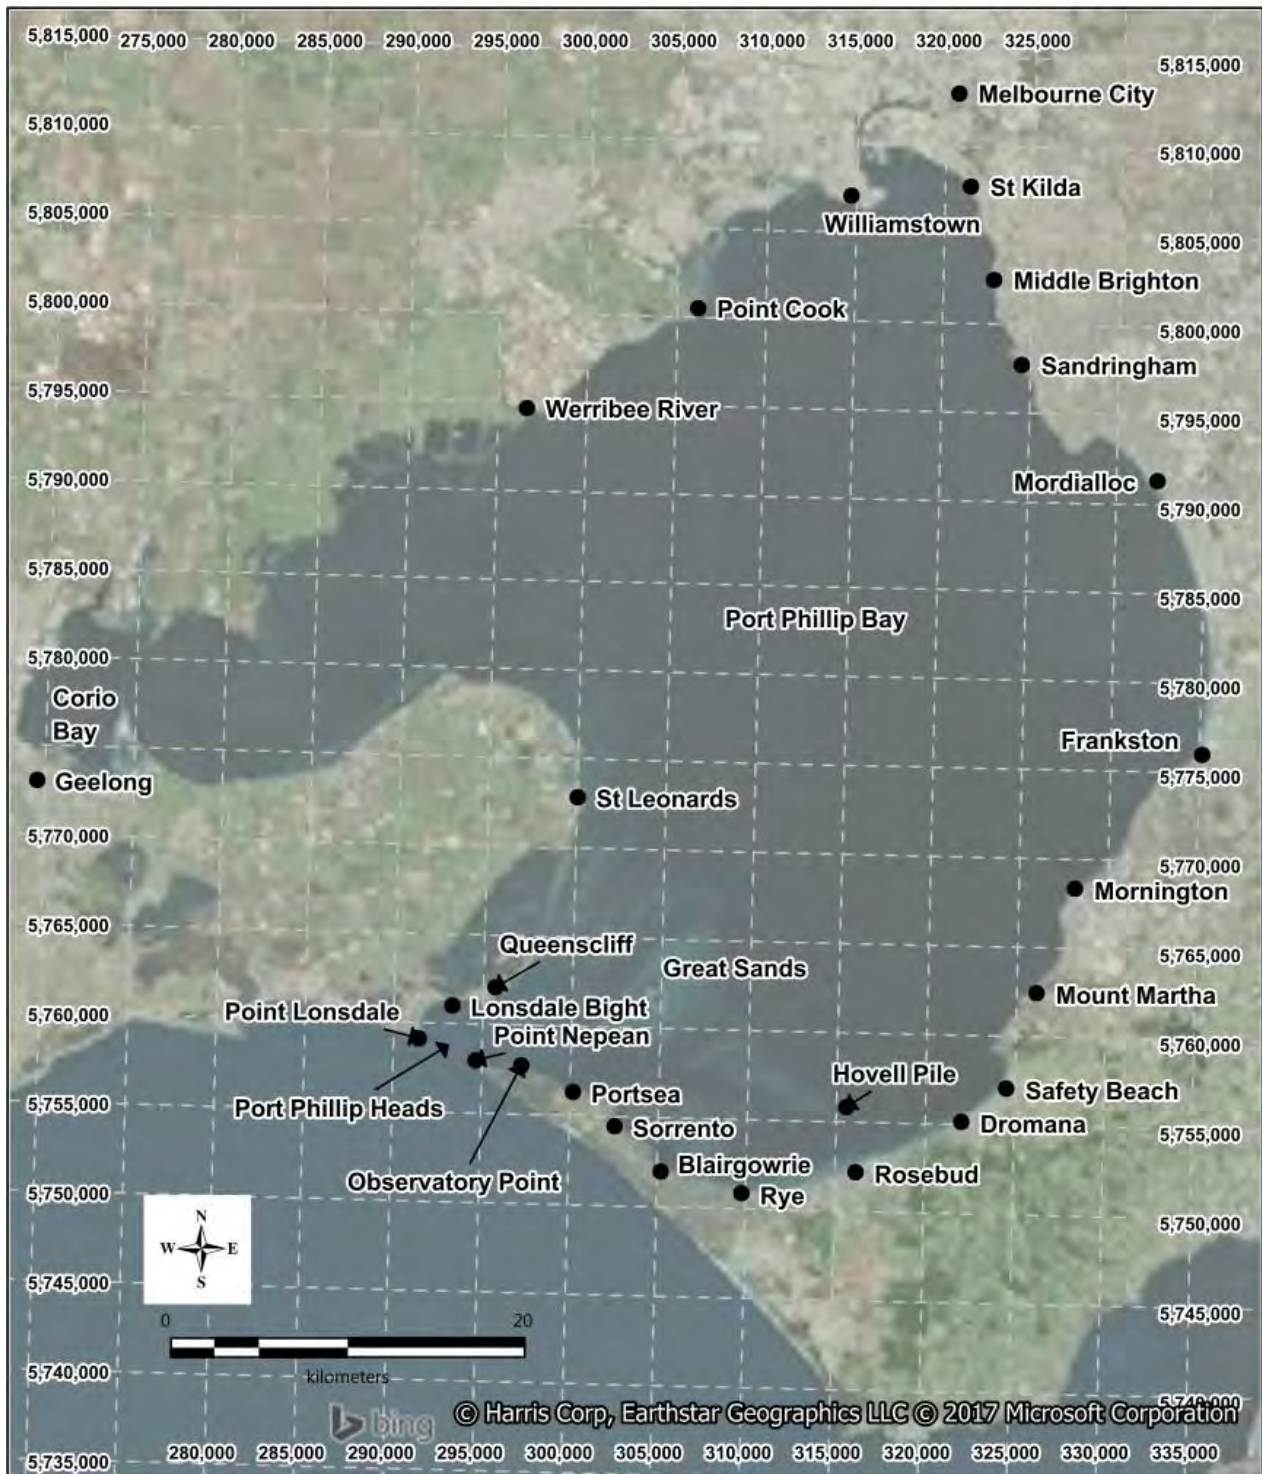 5,815,000 275,000 280,000 285,000 290,000 295,000 300,000 305,000 310,000 315,000 320,000 325,000
5,815,000
Melbourne City
5,810,000
5,810,000
St Kilda
5,805,000
Williamstown
5,805,000
Middle Brighton
5,800,000
Point Cook
5,800,000
Sandringham
5,795,000
Werribee River
5,795,000
5,790,000
Mordialloc
5,790,000
5,785,000
5,785,000
Port Phillip Bay
5,780,000
5,780,000
Corio
Bay
Frankston
Geelong
5,775,000
St Leonards
5,770,000
5,770,000
Mornington
5,765,000
Queenscliff
5,765,000
Great Sands
Mount Martha
Point Lonsdale
Lonsdale Bight
5,760,000
Point Nepean
5,760,000
Hovell Pile
Port Phillip Heads
Portsea
Safety Beach
5,755,000
Sorrento
Dromana
5,755,000
Observatory Point
Blairgowrie
Rosebud
5,750,000
Rye
5,750,000
N
W E
S
5,745,000
5,745,000
0 20
kilometers
5,740,000
5,740,000
bing
© Harris Corp, Earthstar Geographics LLC © 2017 Microsoft Corporation
5,735,000
280,000 285,000 290,000 295,000 300,000 305,000 310,000 315,000 320,000 325,000 330,000 335,000